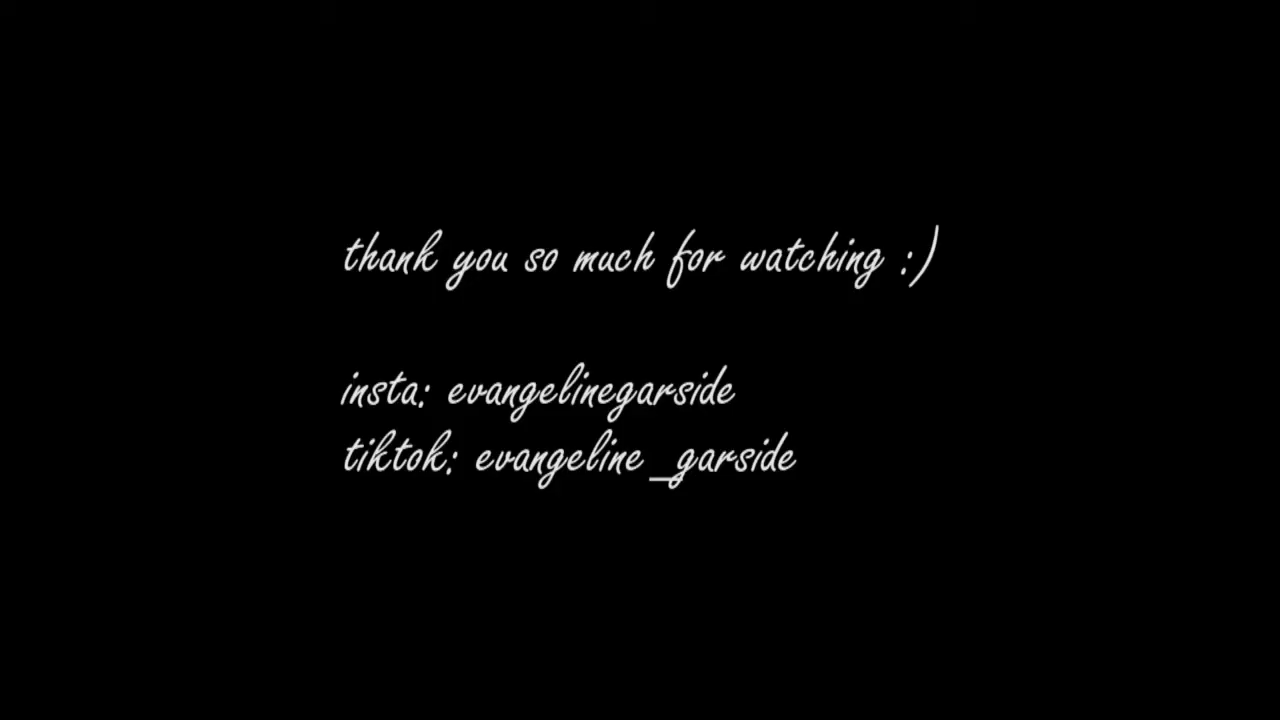 thank you so much for watching :)
insta: evangelinegarside
tiktok: evangeline_garside